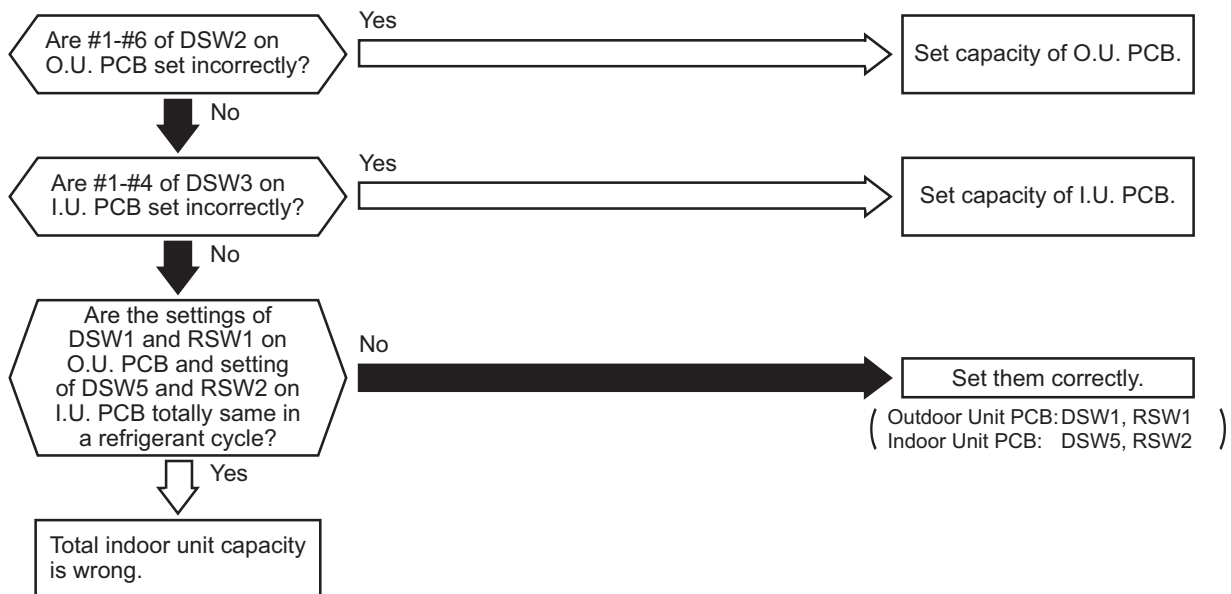 Are #1-#6 of DSW2 on
O.U. PCB set incorrectly?
Yes
Set capacity of O.U. PCB.
No
Are #1-#4 of DSW3 on
I.U. PCB set incorrectly?
Yes
Set capacity of I.U. PCB.
No
Are the settings of
DSW1 and RSW1 on
O.U. PCB and setting
of DSW5 and RSW2 on
I.U. PCB totally same in
a refrigerant cycle?
No
Set them correctly.
( Outdoor Unit PCB: DSW1, RSW1
Indoor Unit PCB: DSW5, RSW2 )
Yes
Total indoor unit capacity
is wrong.